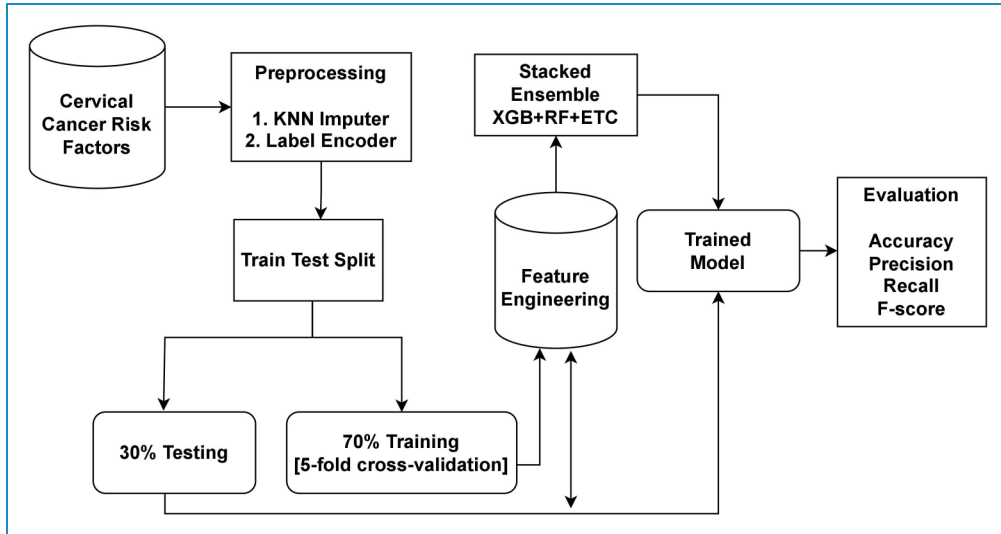 Cervical
Cancer Risk
Factors
Preprocessing
1. KNN Imputer
2. Label Encoder
Train Test Split
30% Testing
70% Training
[5-fold cross-validation]
Stacked
Ensemble
XGB+RF+ETC
Feature
Engineering
Trained
Model
Evaluation
Accuracy
Precision
Recall
F-score